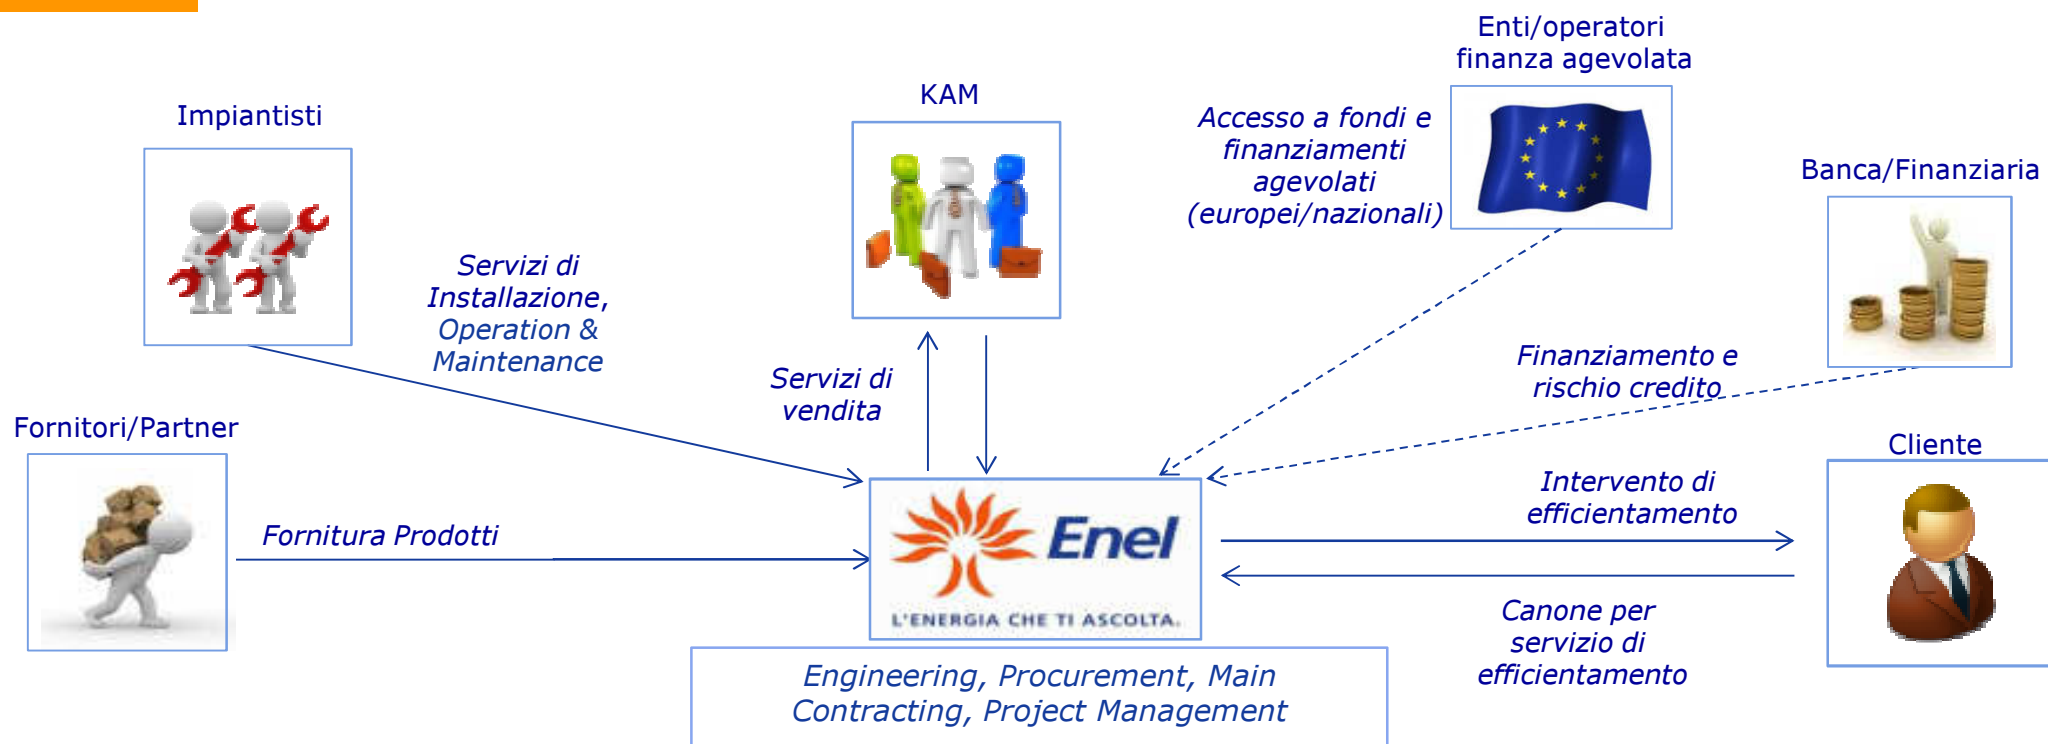 Enti/operatori
finanza agevolata
KAM
Impiantisti
Accesso a fondi e
finanziamenti
agevolati
(europei/nazionali)
Banca/Finanziaria
Servizi di
Installazione,
Operation &
Maintenance
Servizi di
vendita
Finanziamento e
rischio credito
Fornitori/Partner
Cliente
Fornitura Prodotti
Enel
L'ENERGIA CHE TI ASCOLTA.
Intervento di
efficientamento
Canone per
servizio di
efficientamento
Engineering, Procurement, Main
Contracting, Project Management